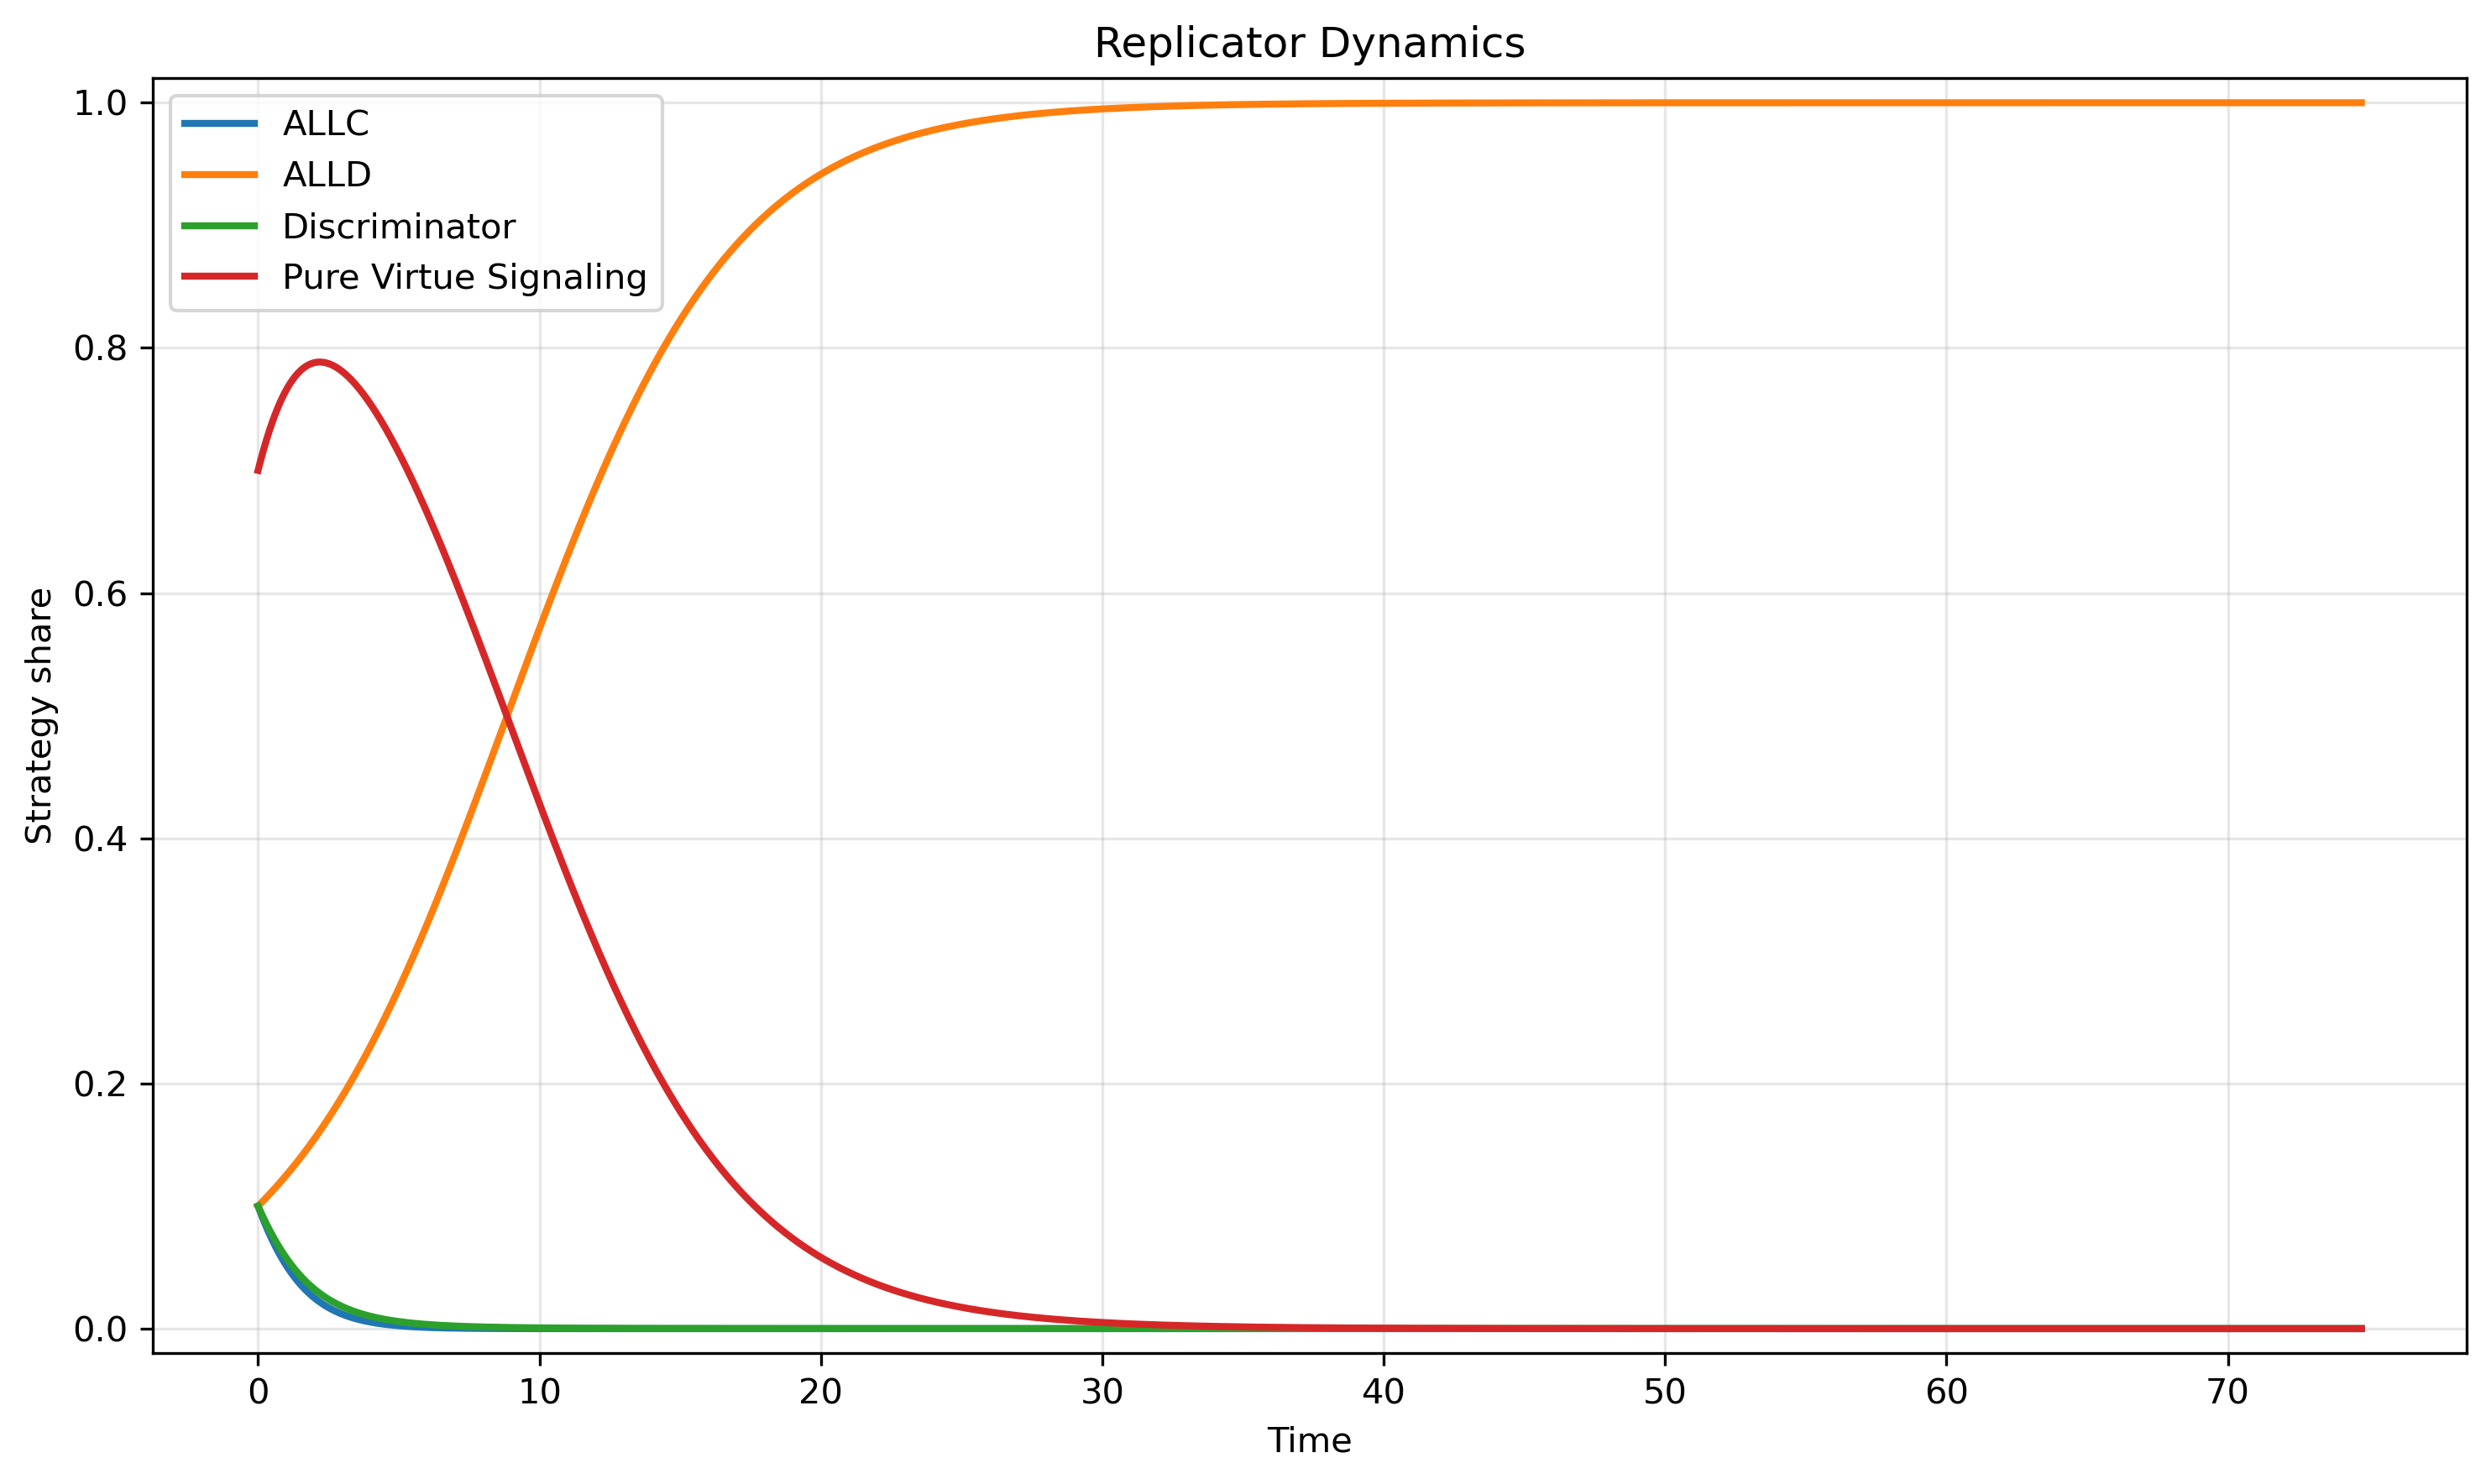 Replicator Dynamics
ALLC
ALLD
Discriminator
Pure Virtue Signaling
Strategy share
1.0
0.8
0.6
0.4
0.2
0.0
0 10 20 30 40 50 60 70
Time